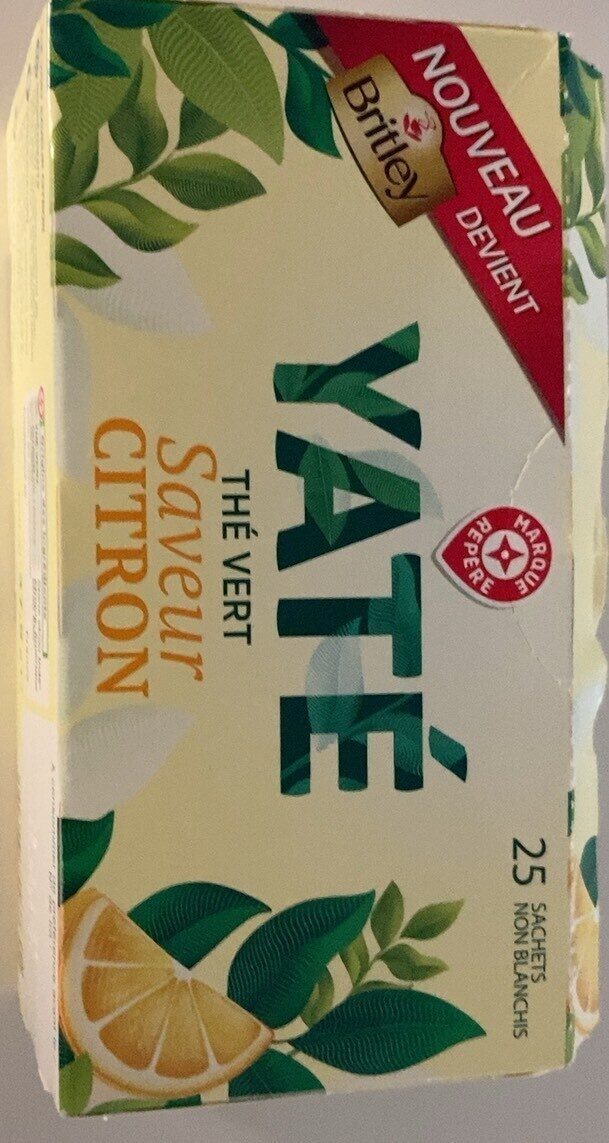 NOUVEAU
Britley
DEVIENT
MARQUE
REPÈRE
25 SACHETS
NON BLANCHIS
YATÉ
THÉ VERT
Saveur
CITRON